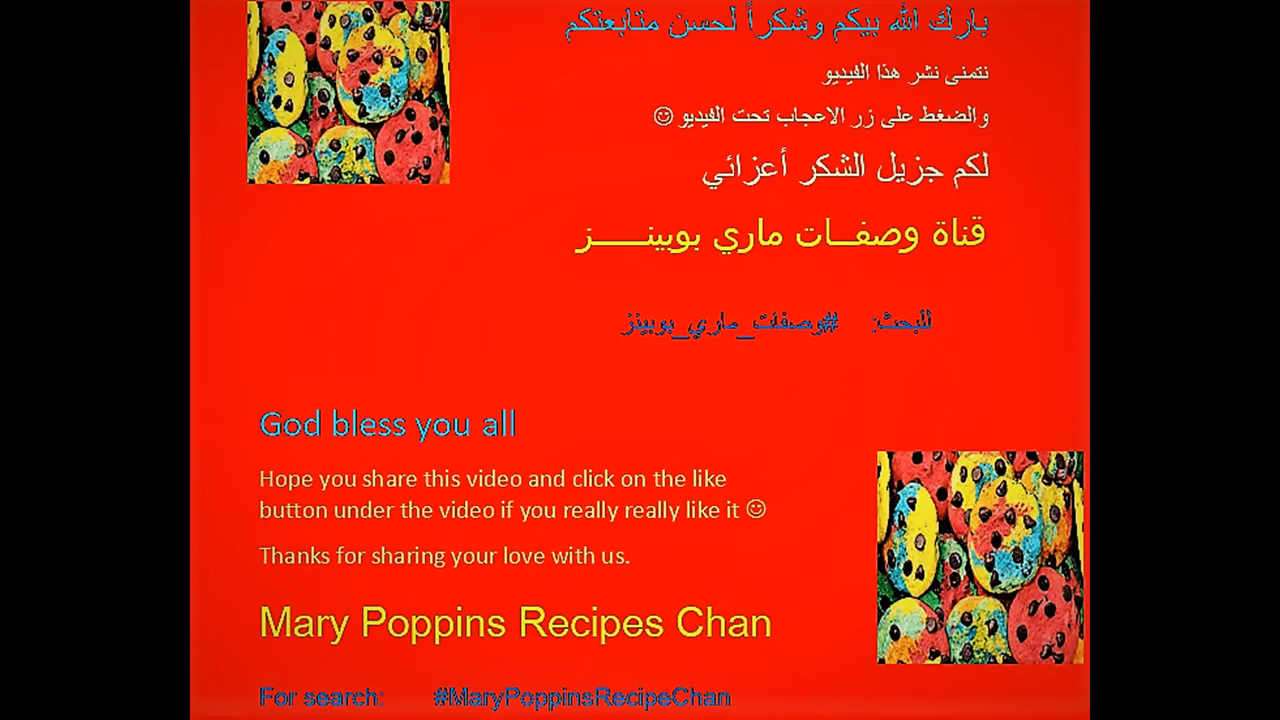 بارك الله بيكم وشكراً لحسن متابعتكم
نتمنى نشر هذا الفيديو
والضغط على زر الاعجاب تحت الفيديو ☺
لكم جزيل الشكر أعزائي
قناة وصفــات ماري بوبينـــــز
للبحث: #وصفات_ماري_بوبينز
God bless you all
Hope you share this video and click on the like
button under the video if you really really like it ☺
Thanks for sharing your love with us.
Mary Poppins Recipes Chan
For search: #MaryPoppinsRecipeChan